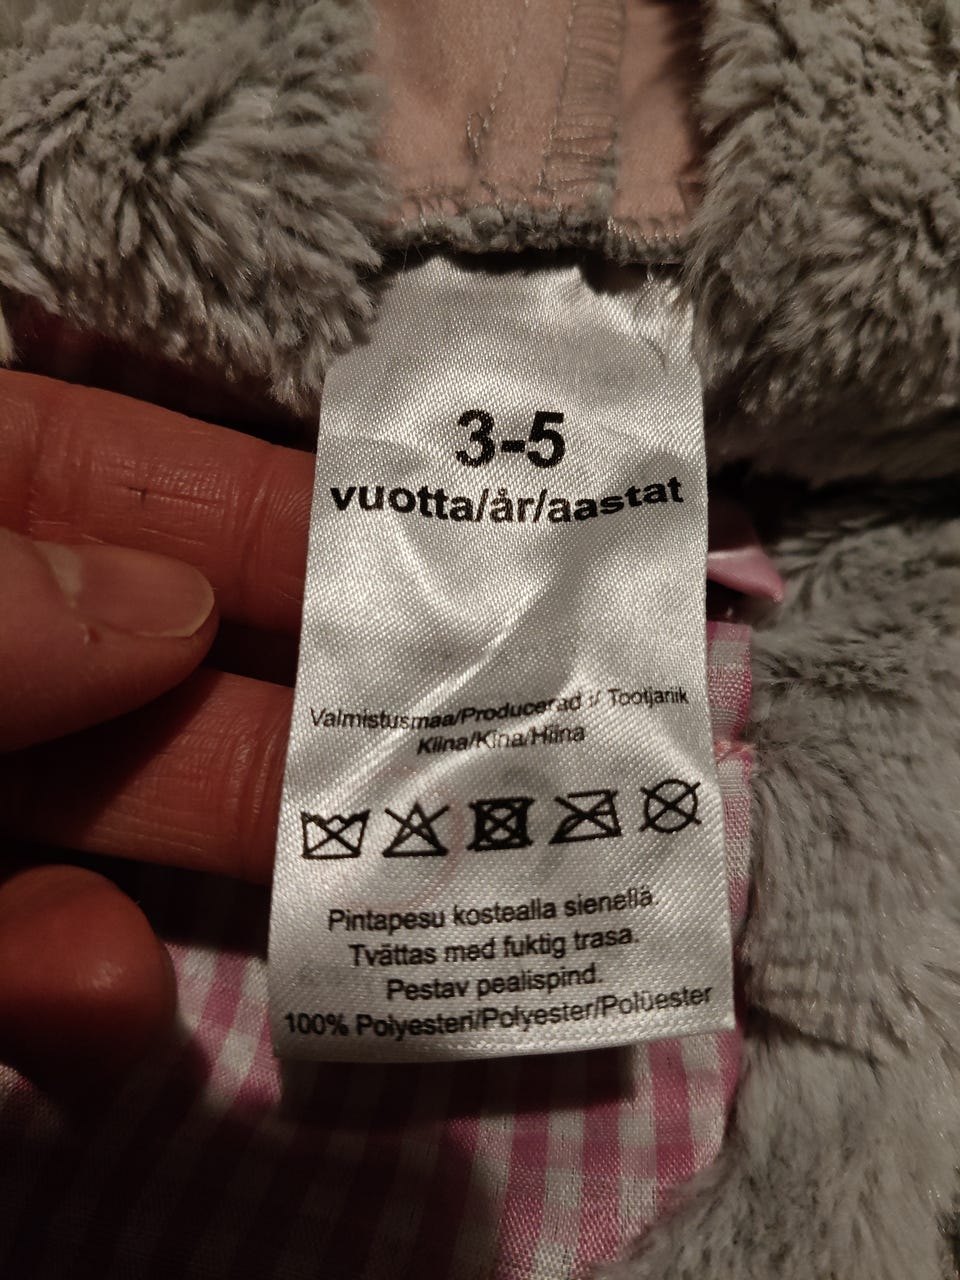 3-5
vuotta/år/aastat
Valmistusmaa/Producerad i/ Tootjariik
Kiina/Kina/Hiina
Pintapesu kostealla sienellä.
Tvättas med fuktig trasa.
Pestav pealispind.
100% Polyesteri/Polyester/Polüester